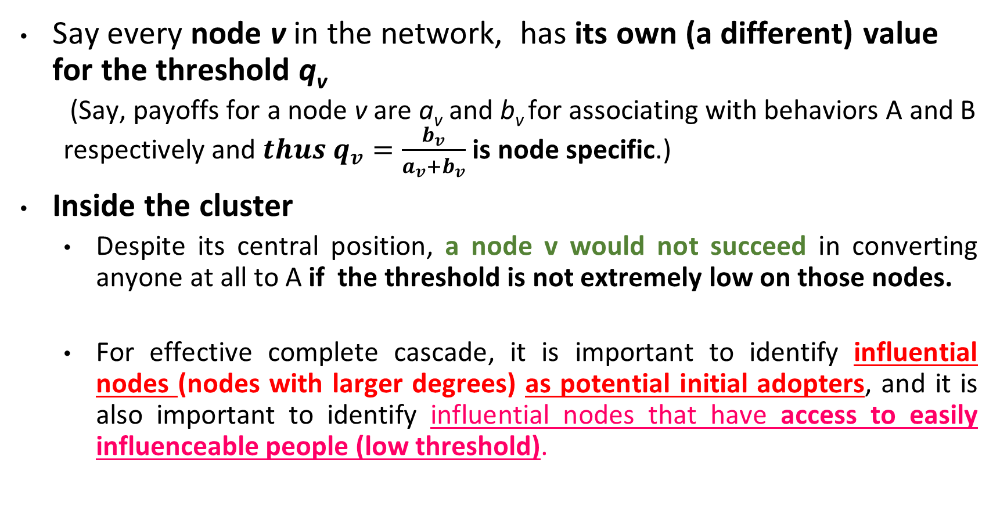 • Say every node v in the network, has its own (a different) value
for the threshold q_v
(Say, payoffs for a node v are a_v and b_v for associating with behaviors A and B
respectively and thus q_v = b_v / (a_v+b_v) is node specific.)
• Inside the cluster
• Despite its central position, a node v would not succeed in converting
anyone at all to A if the threshold is not extremely low on those nodes.
• For effective complete cascade, it is important to identify influential
nodes (nodes with larger degrees) as potential initial adopters, and it is
also important to identify influential nodes that have access to easily
influenceable people (low threshold).